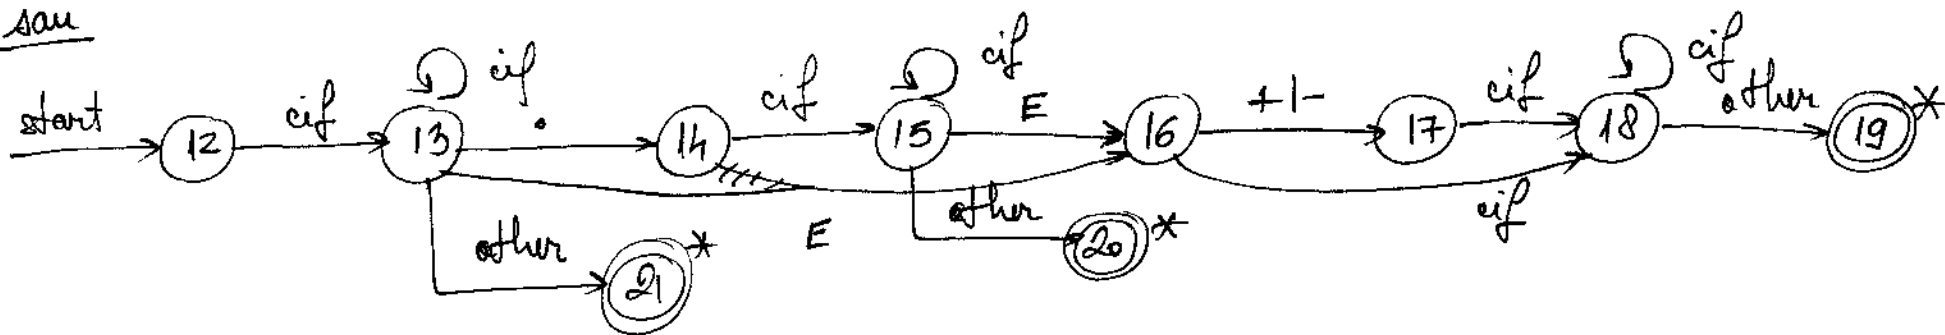 sau
cif cif cif
start cif . cif E +|- cif other
12 13 14 15 16 17 18 19 *
other E other cif
21 * 20 *